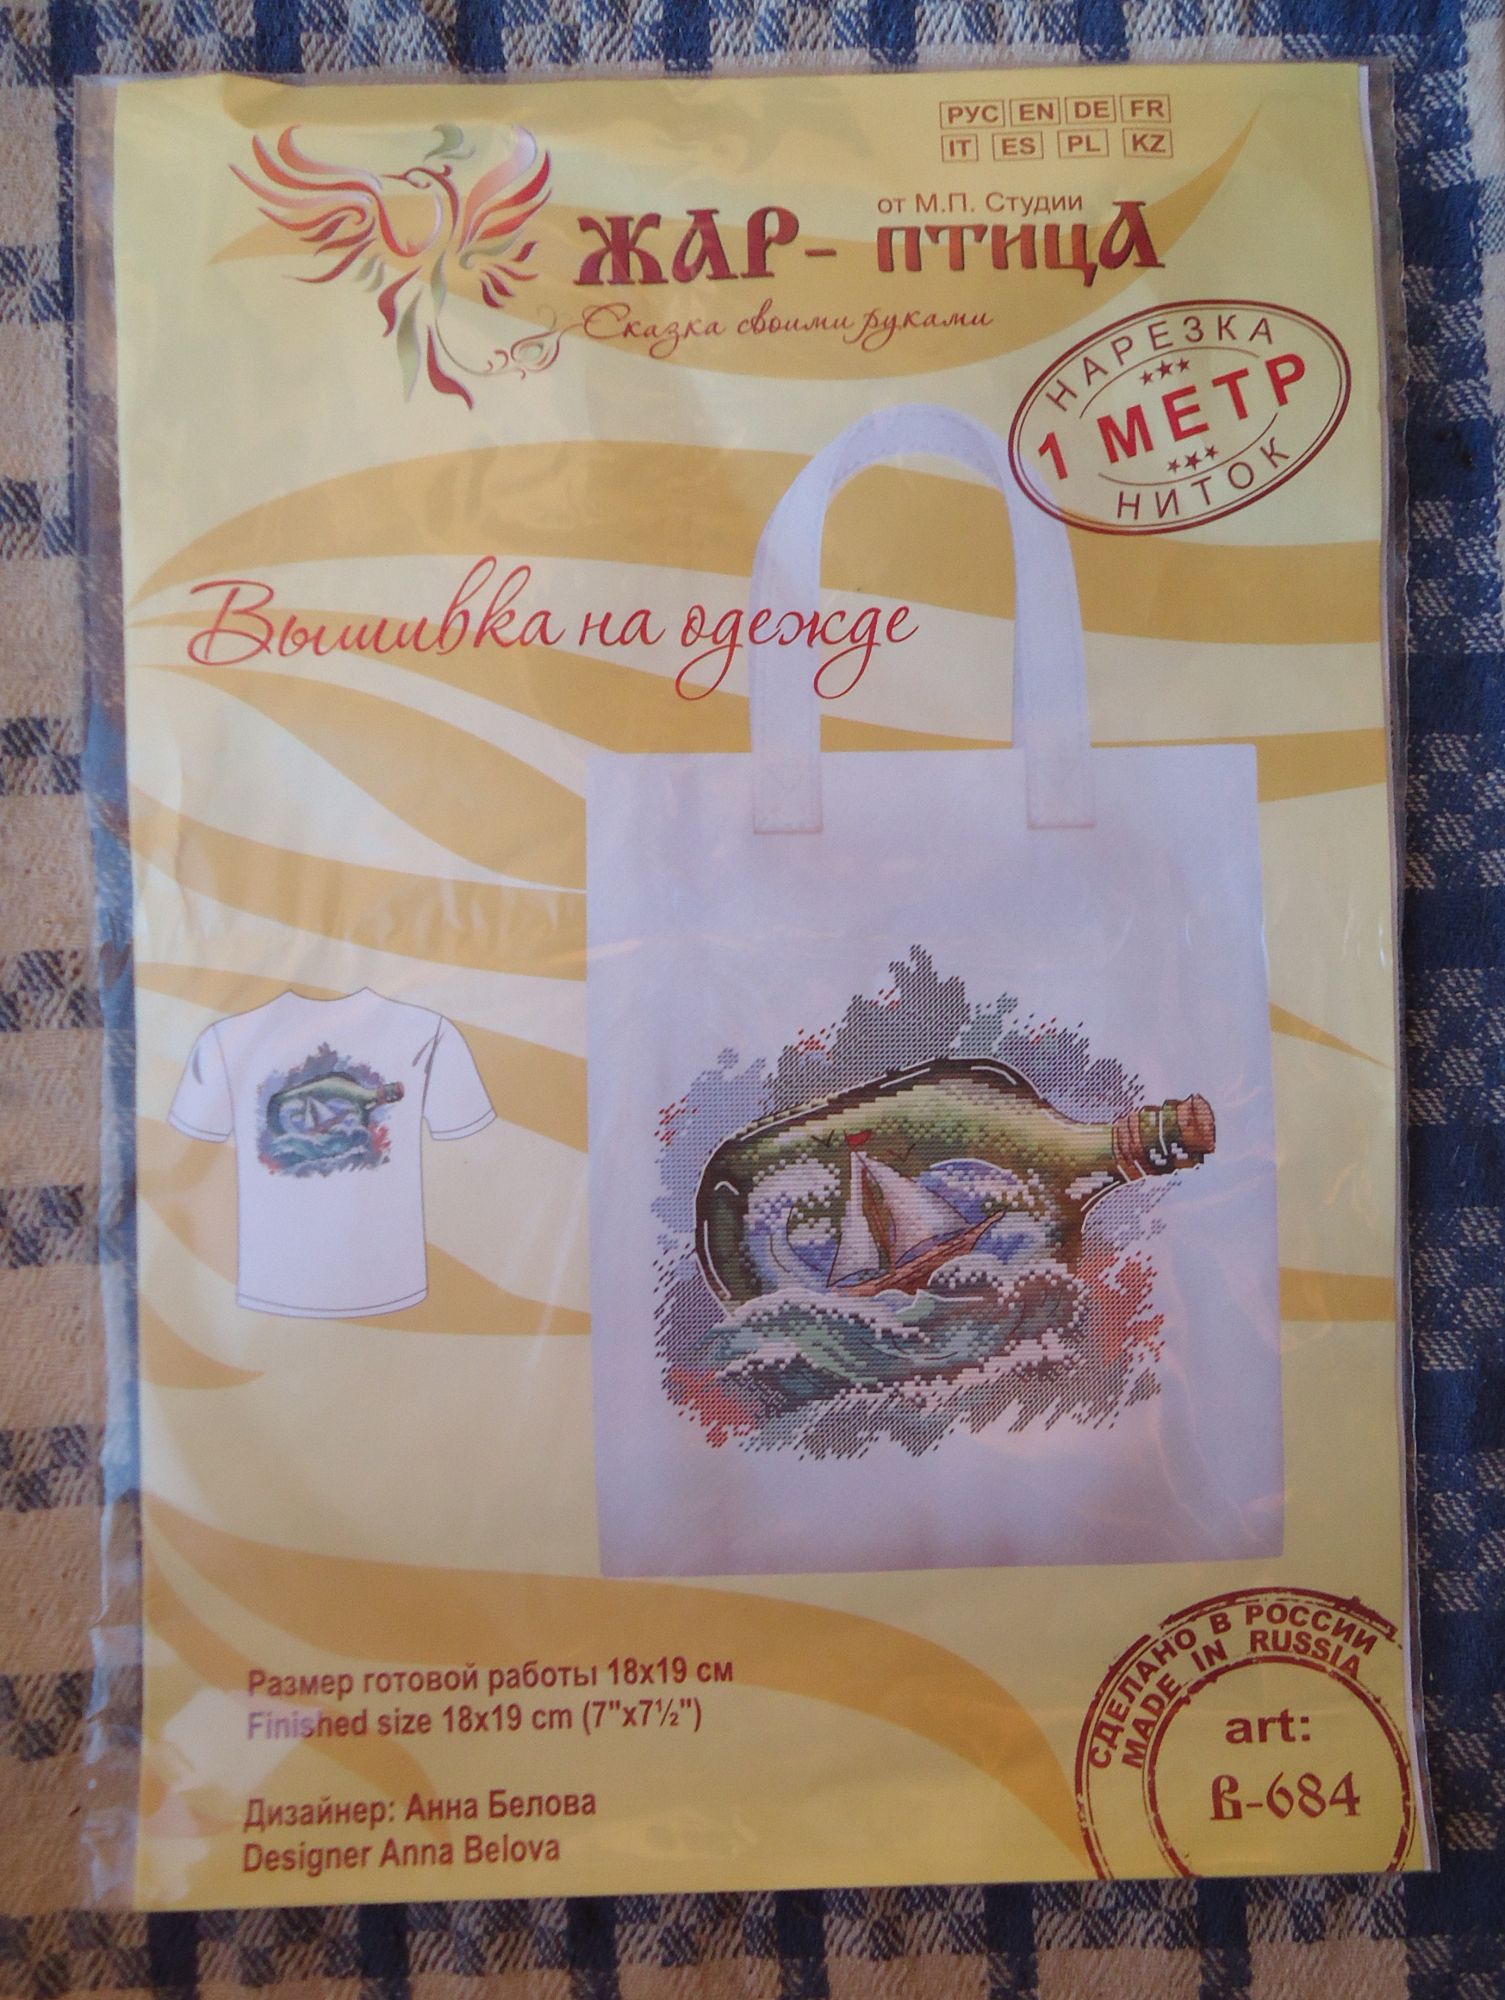 РУС EN DE FR
IT ES PL KZ
от М.П. Студии
ЖАР-ПТИЦА
Сказка своими руками
НАРЕЗКА
1 МЕТР
НИТОК
Вышивка на одежде
Размер готовой работы 18х19 см
Finished size 18x19 cm (7"x7½")
Дизайнер: Анна Белова
Designer Anna Belova
СДЕЛАНО В РОССИИ
MADE IN RUSSIA
art:
В-684